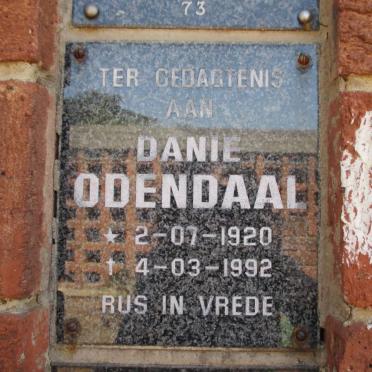 73
TER GEDAGTENIS
AAN
DANIE
ODENDAAL
* 2-07-1920
† 4-03-1992
RUS IN VREDE